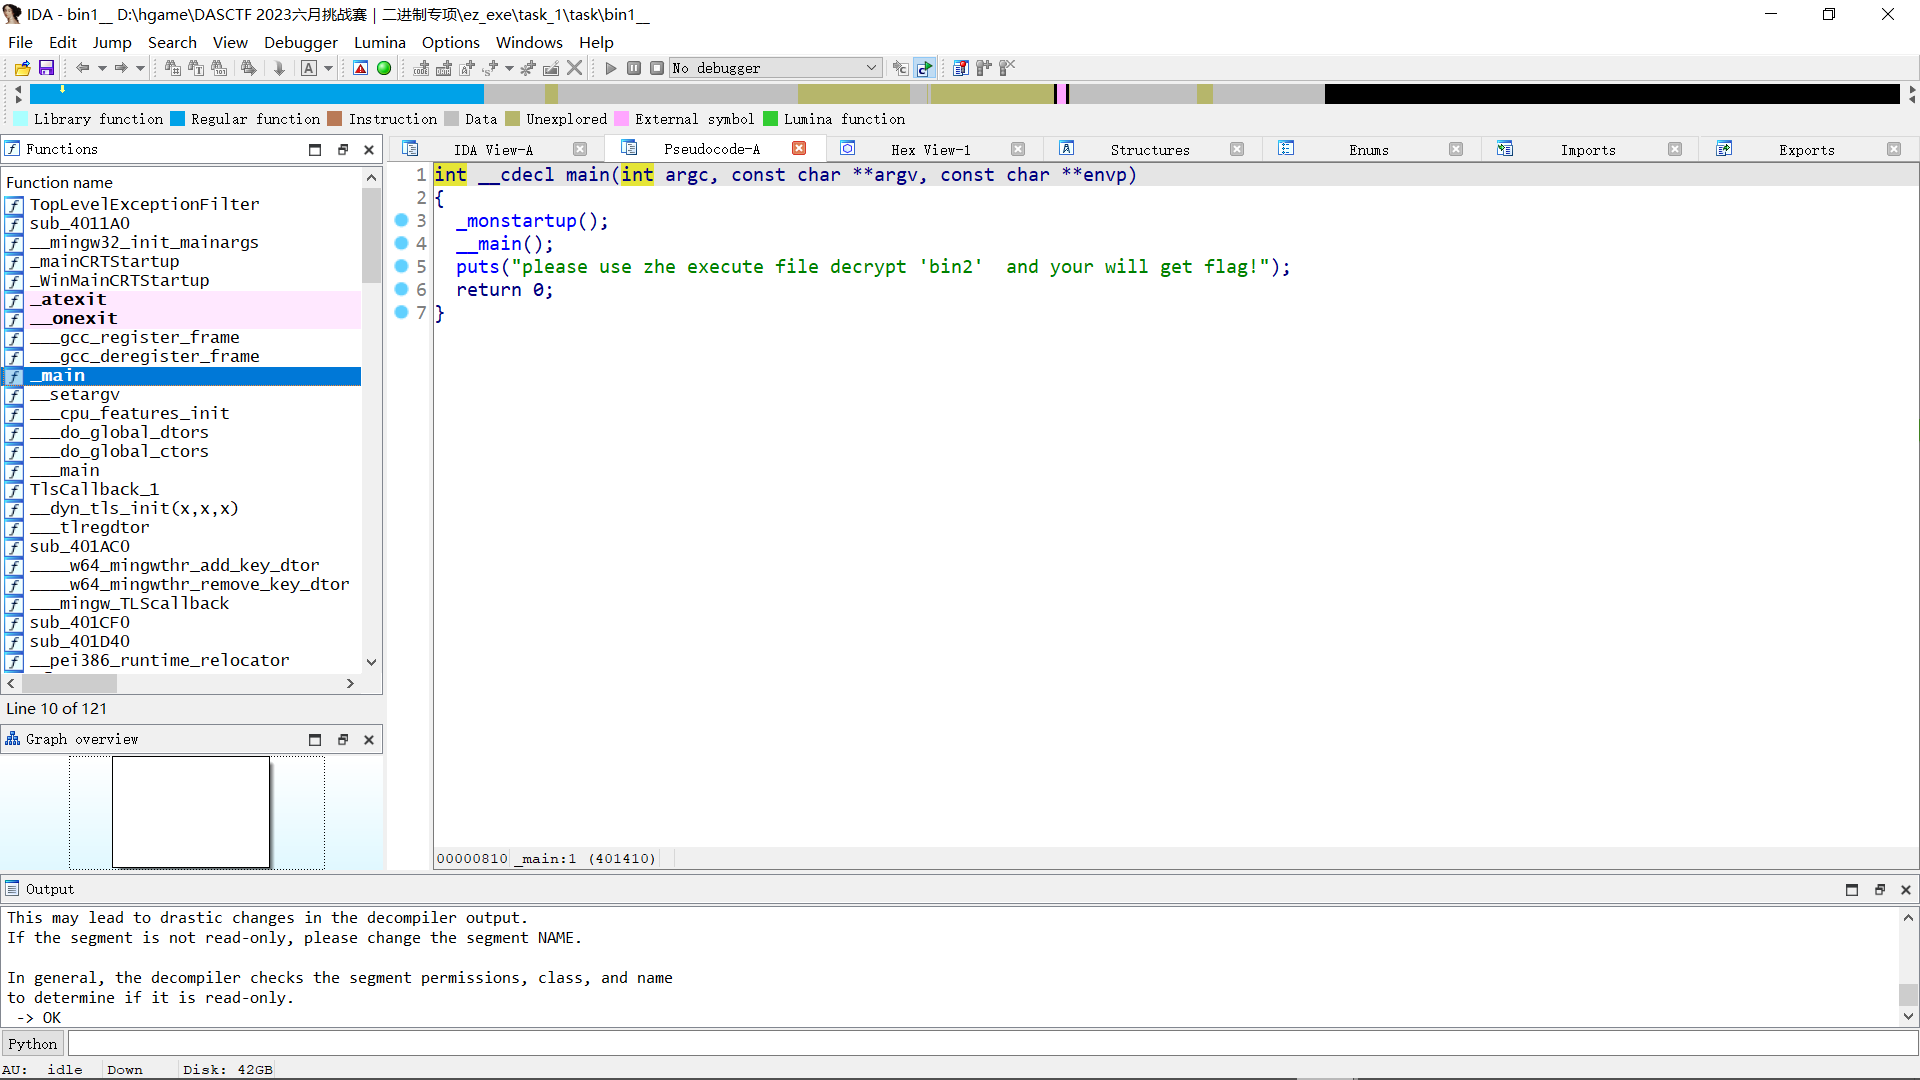 IDA - bin1__ D:\hgame\DASCTF 2023六月挑战赛｜二进制专项\ez_exe\task_1\task\bin1__
File Edit Jump Search View Debugger Lumina Options Windows Help
No debugger
Library function Regular function Instruction Data Unexplored External symbol Lumina function
Functions
IDA View-A Pseudocode-A Hex View-1 Structures Enums Imports Exports
Function name
TopLevelExceptionFilter
sub_4011A0
__mingw32_init_mainargs
_mainCRTStartup
_WinMainCRTStartup
_atexit
__onexit
___gcc_register_frame
___gcc_deregister_frame
_main
__setargv
___cpu_features_init
___do_global_dtors
___do_global_ctors
___main
TlsCallback_1
__dyn_tls_init(x,x,x)
___tlregdtor
sub_401AC0
____w64_mingwthr_add_key_dtor
____w64_mingwthr_remove_key_dtor
___mingw_TLScallback
sub_401CF0
sub_401D40
__pei386_runtime_relocator
Line 10 of 121
Graph overview
1 int __cdecl main(int argc, const char **argv, const char **envp)
2 {
3   _monstartup();
4   __main();
5   puts("please use zhe execute file decrypt 'bin2'  and your will get flag!");
6   return 0;
7 }
00000810 _main:1 (401410)
Output
This may lead to drastic changes in the decompiler output.
If the segment is not read-only, please change the segment NAME.
In general, the decompiler checks the segment permissions, class, and name
to determine if it is read-only.
-> OK
Python
AU: idle Down Disk: 42GB